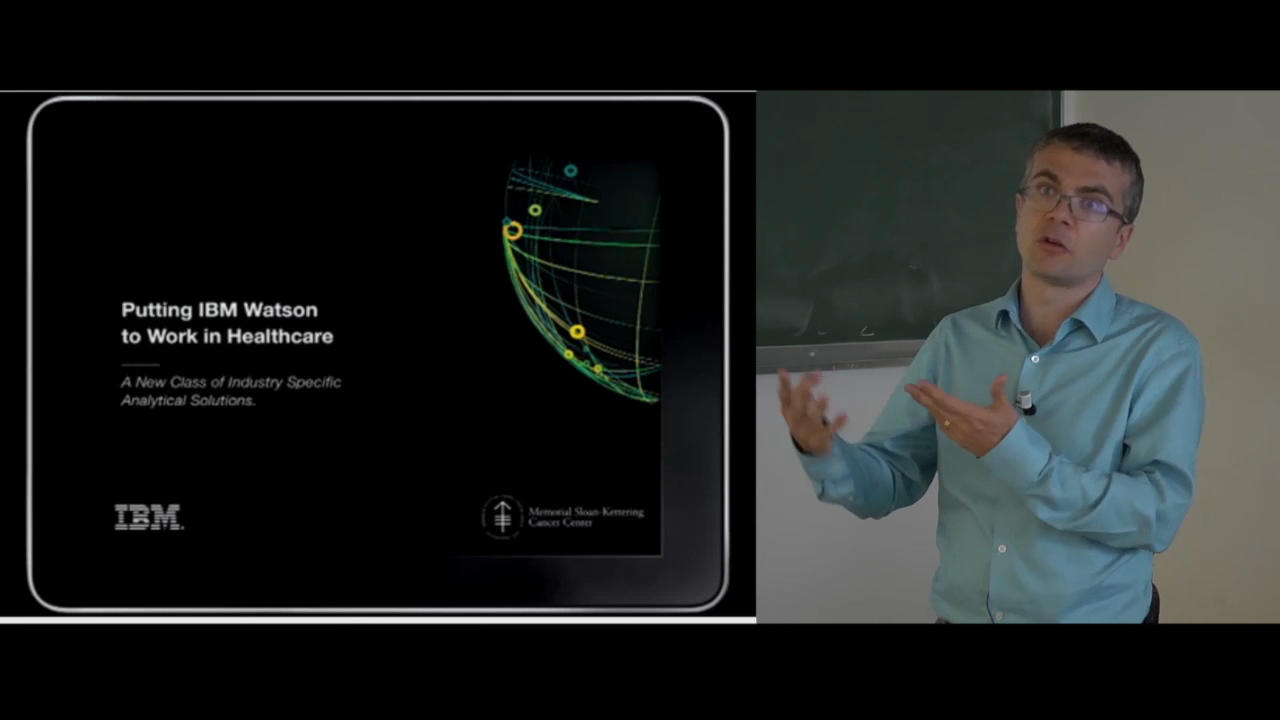 Putting IBM Watson
to Work in Healthcare
A New Class of Industry Specific
Analytical Solutions.
IBM
Memorial Sloan-Kettering
Cancer Center